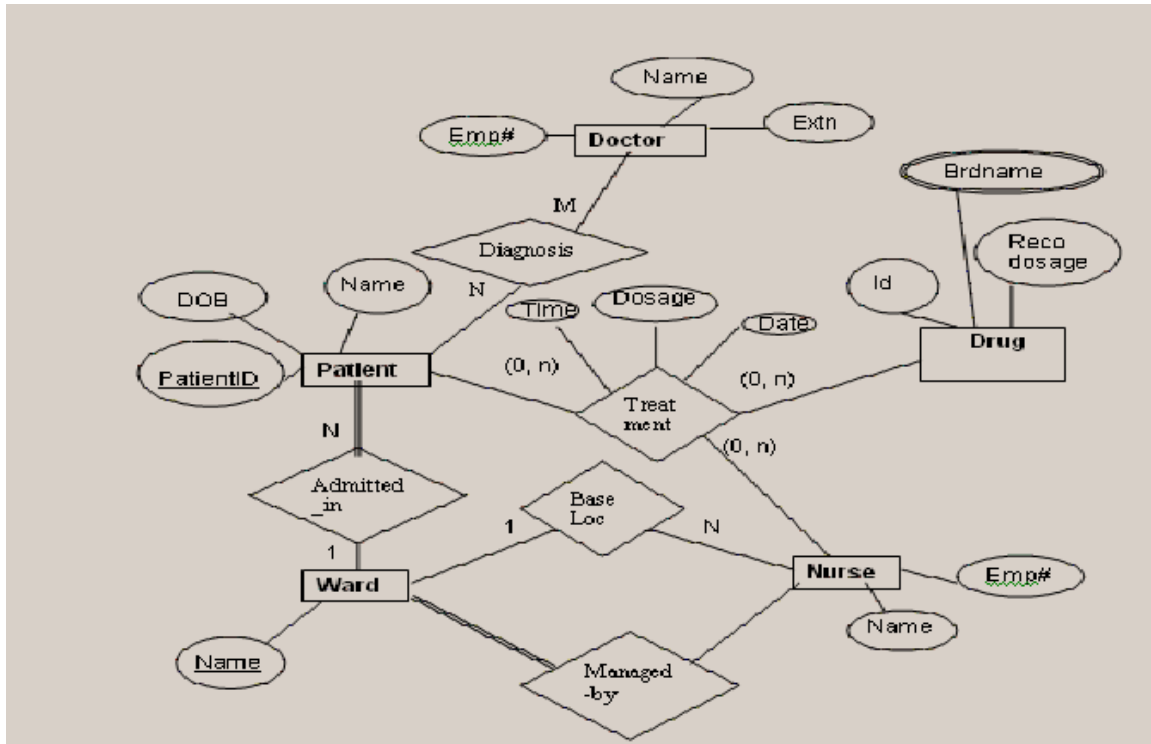 Name
Emp#
Doctor
Extn
Brdname
M
Diagnosis
Reco
dosage
N
Name
DOB
Time
Dosage
Id
Date
Drug
PatientID
Patient
(0, n)
(0, n)
Treat
ment
N
(0, n)
Admitted
_in
Base
Loc
1
N
1
Ward
Nurse
Emp#
Name
Name
Managed
-by